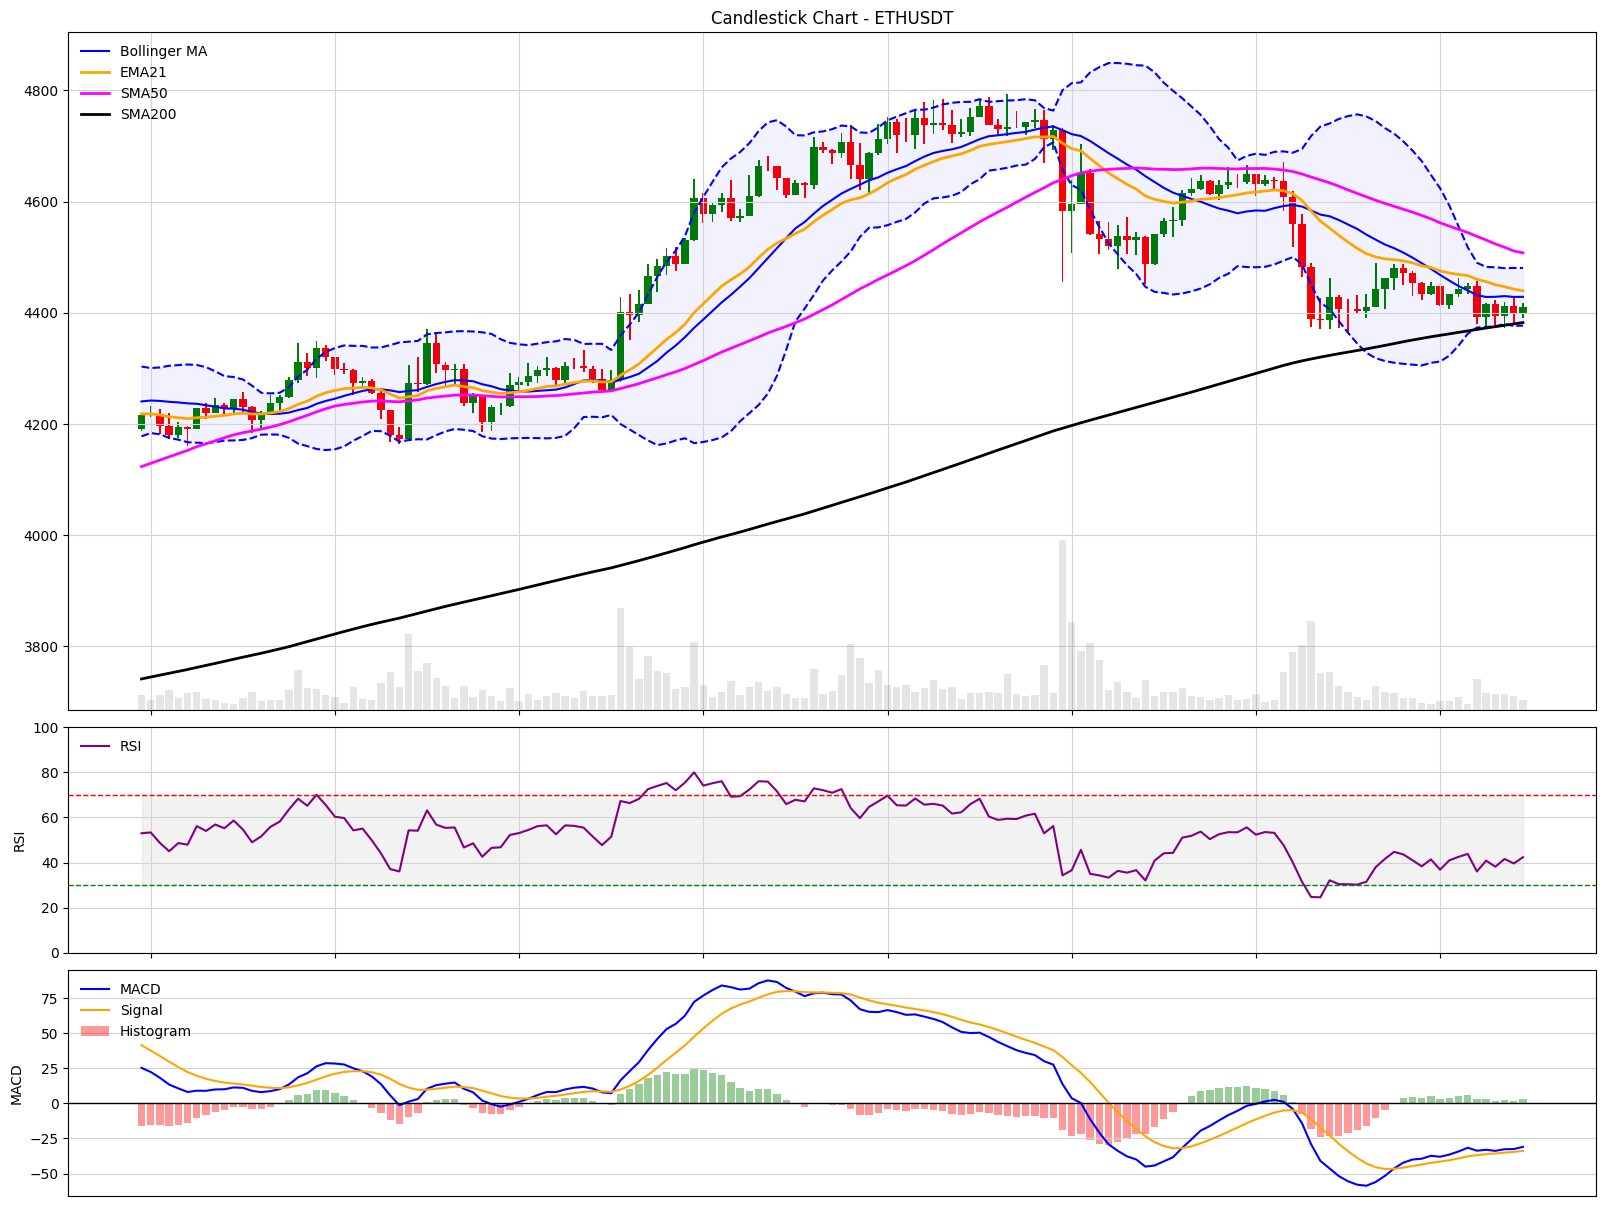 Candlestick Chart - ETHUSDT
Bollinger MA
EMA21
SMA50
SMA200
4800
4600
4400
4200
4000
3800
RSI
100
80
60
40
20
0
RSI
MACD
Signal
Histogram
75
50
25
0
−25
−50
MACD